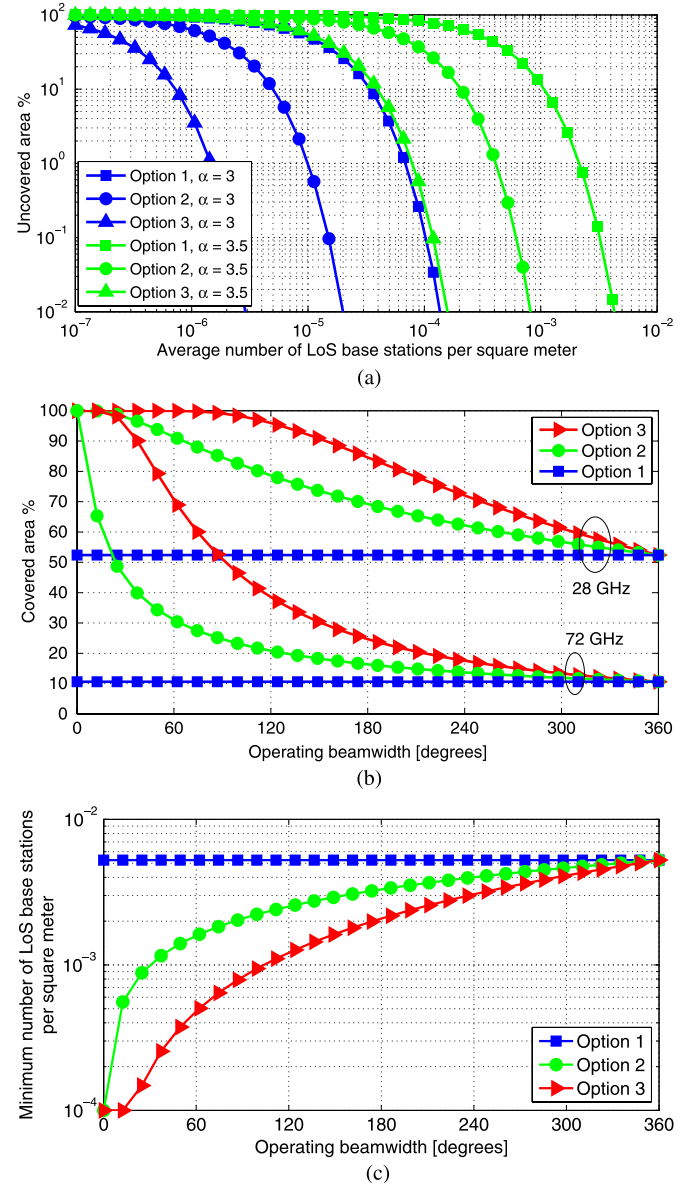 10^2
10^1
10^0
10^-1
10^-2
Uncovered area %
Option 1, α = 3
Option 2, α = 3
Option 3, α = 3
Option 1, α = 3.5
Option 2, α = 3.5
Option 3, α = 3.5
10^-7 10^-6 10^-5 10^-4 10^-3 10^-2
Average number of LoS base stations per square meter
(a)
100
90
80
70
60
50
40
30
20
10
0
Covered area %
Option 3
Option 2
Option 1
28 GHz
72 GHz
0 60 120 180 240 300 360
Operating beamwidth [degrees]
(b)
10^-2
10^-3
10^-4
Minimum number of LoS base stations
per square meter
Option 1
Option 2
Option 3
0 60 120 180 240 300 360
Operating beamwidth [degrees]
(c)